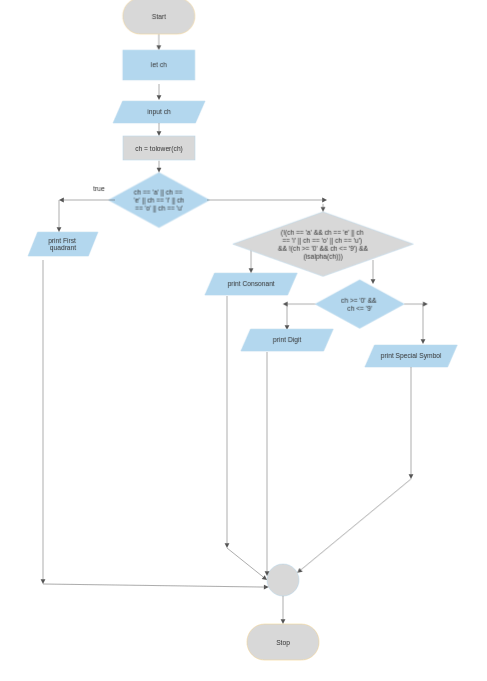 Start
let ch
input ch
ch = tolower(ch)
true
ch == 'a' || ch ==
'e' || ch == 'i' || ch
== 'o' || ch == 'u'
print First
quadrant
(!(ch == 'a' && ch == 'e' || ch
== 'i' || ch == 'o' || ch == 'u')
&& !(ch >= '0' && ch <= '9') &&
(isalpha(ch)))
print Consonant
ch >= '0' &&
ch <= '9'
print Digit
print Special Symbol
Stop